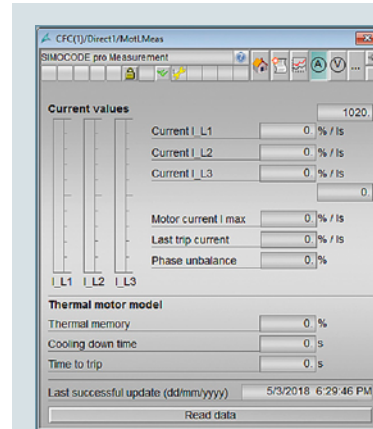 CFC(1)/Direct1/MotLMeas
SIMOCODE pro Measurement
A V ...
Current values
1020.
Current I_L1 0. % / Is
Current I_L2 0. % / Is
Current I_L3 0. % / Is
0.
Motor current I max 0. % / Is
Last trip current 0. % / Is
Phase unbalance 0. %
I_L1 I_L2 I_L3
Thermal motor model
Thermal memory 0. %
Cooling down time 0. s
Time to trip 0. s
Last successful update (dd/mm/yyyy) 5/3/2018 6:29:46 PM
Read data